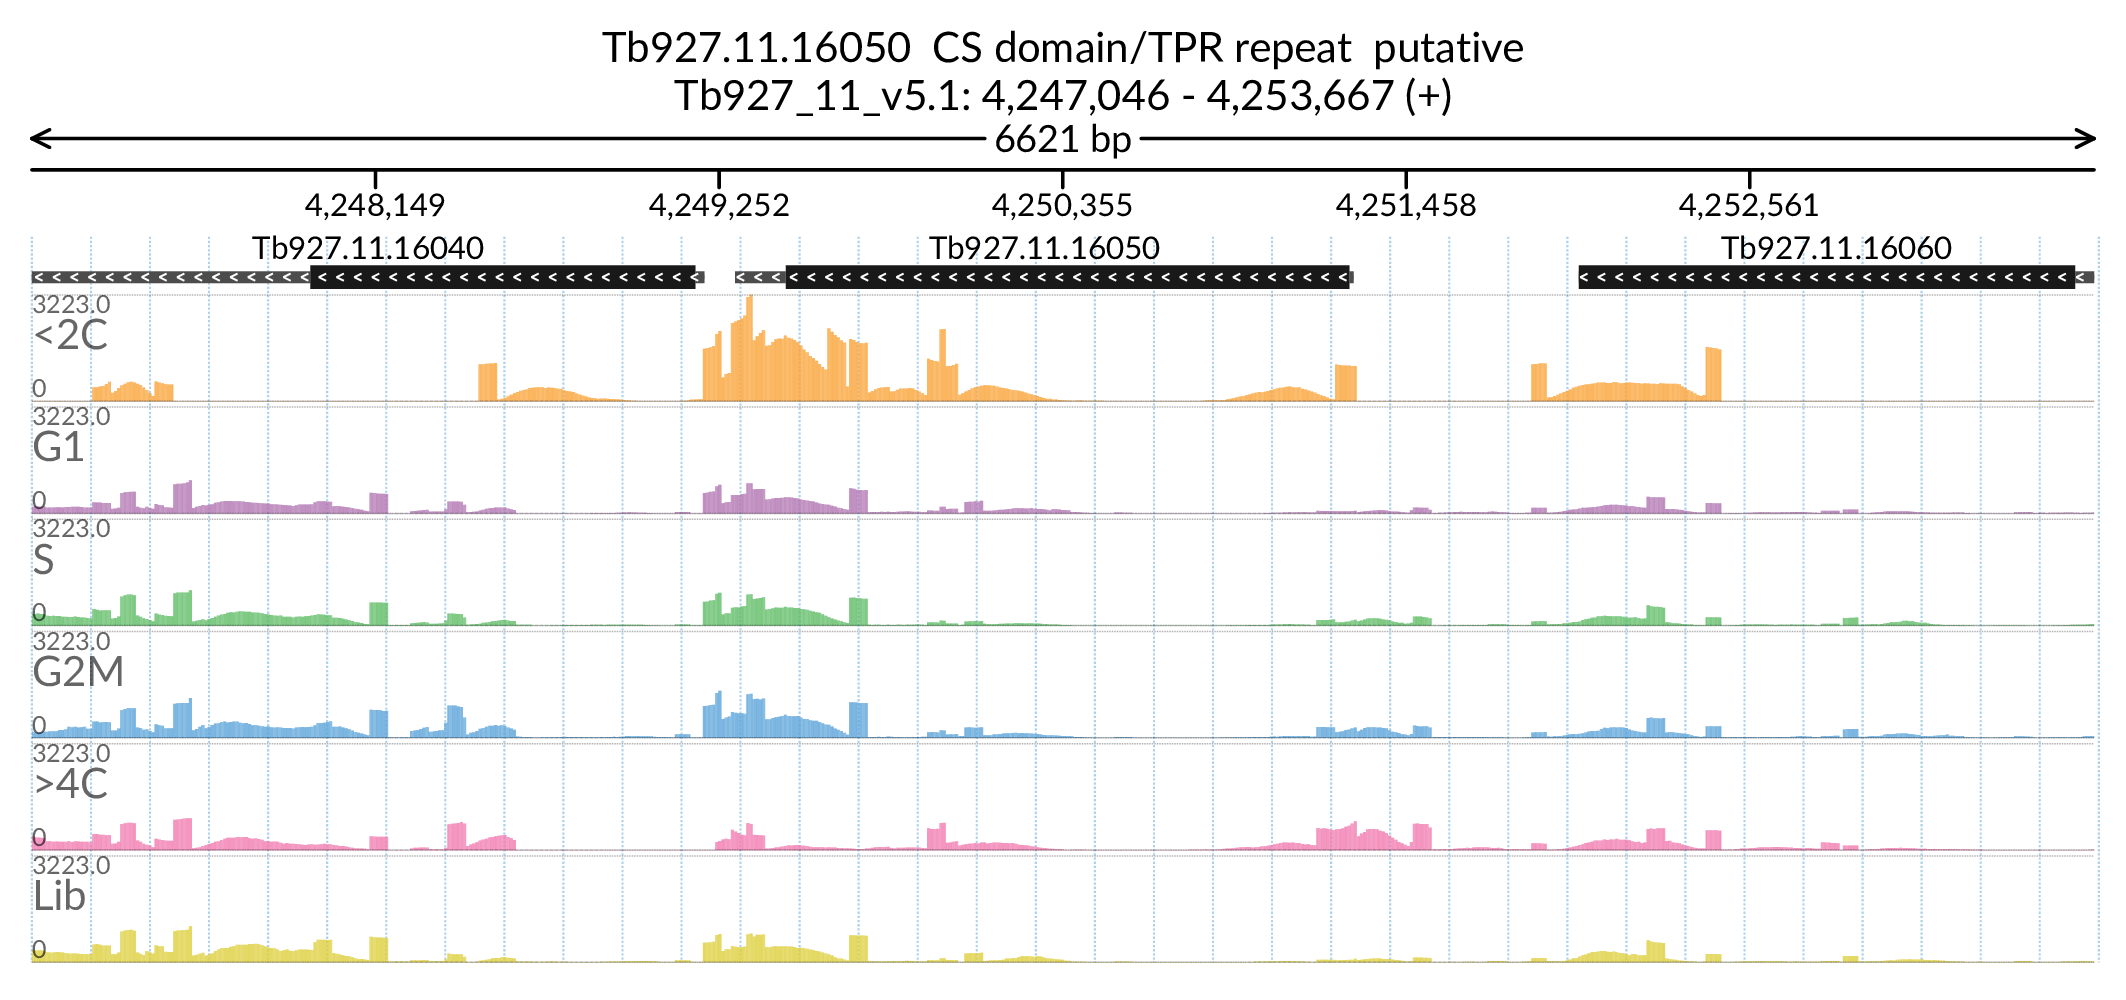 Tb927.11.16050  CS domain/TPR repeat  putative
Tb927_11_v5.1: 4,247,046 - 4,253,667 (+)
6621 bp
4,248,149 4,249,252 4,250,355 4,251,458 4,252,561
Tb927.11.16040 Tb927.11.16050 Tb927.11.16060
3223.0
<2C
0
3223.0
G1
0
3223.0
S
0
3223.0
G2M
0
3223.0
>4C
0
3223.0
Lib
0